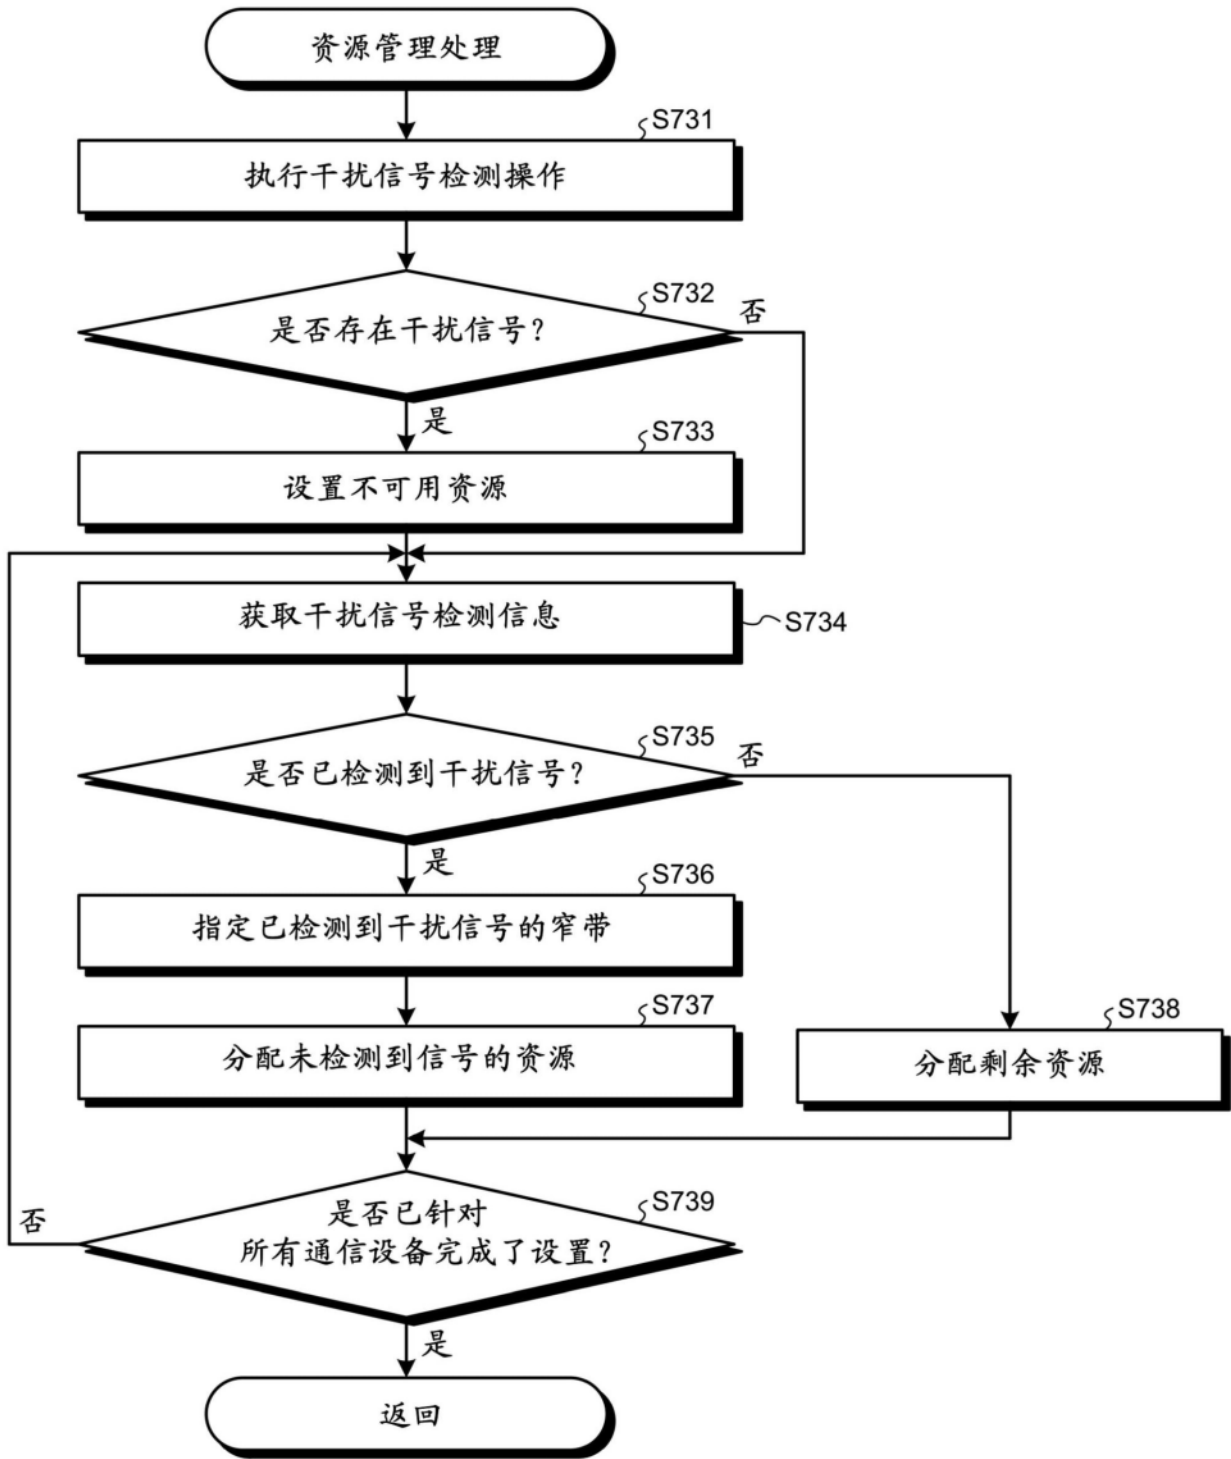 资源管理处理
S731
执行干扰信号检测操作
S732
是否存在干扰信号？
否
是
S733
设置不可用资源
获取干扰信号检测信息
S734
S735
是否已检测到干扰信号？
否
是
S736
指定已检测到干扰信号的窄带
S737
分配未检测到信号的资源
S738
分配剩余资源
S739
是否已针对
所有通信设备完成了设置？
否
是
返回